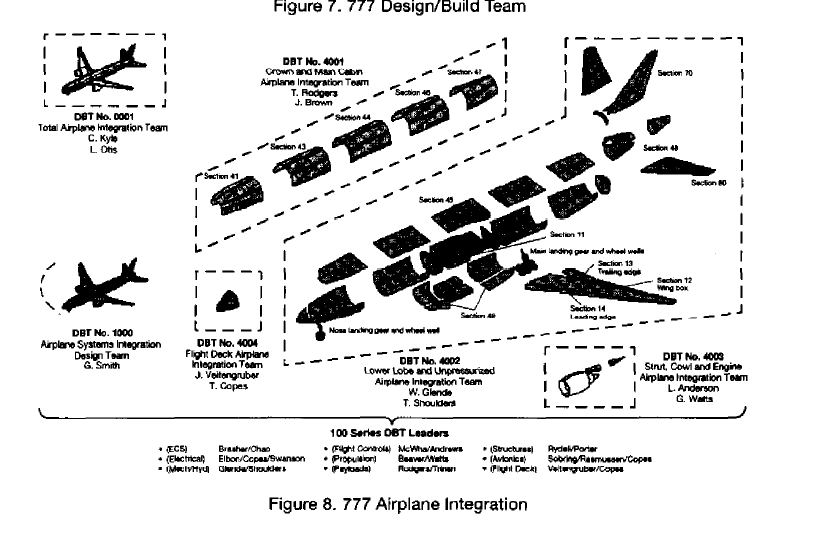 Figure 7. 777 Design/Build Team
DBT No. 0001
Total Airplane Integration Team
C. Kyle
L. Otis
DBT No. 4001
Crown and Main Cabin
Airplane Integration Team
T. Rodgers
J. Brown
Section 41
Section 43
Section 44
Section 46
Section 47
Section 70
Section 48
Section 80
Section 45
Section 11
Main landing gear and wheel wells
Section 13
Trailing edge
Section 12
Wing box
Section 14
Leading edge
Section 49
Nose landing gear and wheel well
DBT No. 1000
Airplane Systems Integration
Design Team
G. Smith
DBT No. 4004
Flight Deck Airplane
Integration Team
J. Veitengruber
T. Copes
DBT No. 4002
Lower Lobe and Unpressurized
Airplane Integration Team
W. Glende
T. Shoulders
DBT No. 4003
Strut, Cowl and Engine
Airplane Integration Team
L. Anderson
G. Watts
100 Series DBT Leaders
• (ECS) Brasher/Chao
• (Electrical) Elbon/Copes/Swanson
• (Mech/Hyd) Glende/Shoulders
• (Flight Controls) McWha/Andrews
• (Propulsion) Beaver/Watts
• (Payloads) Rodgers/
• (Structures) Rydell/Porter
• (Avionics) Sobring/Rasmussen/Copes
• (Flight Deck) Veitengruber/Copes
Figure 8. 777 Airplane Integration